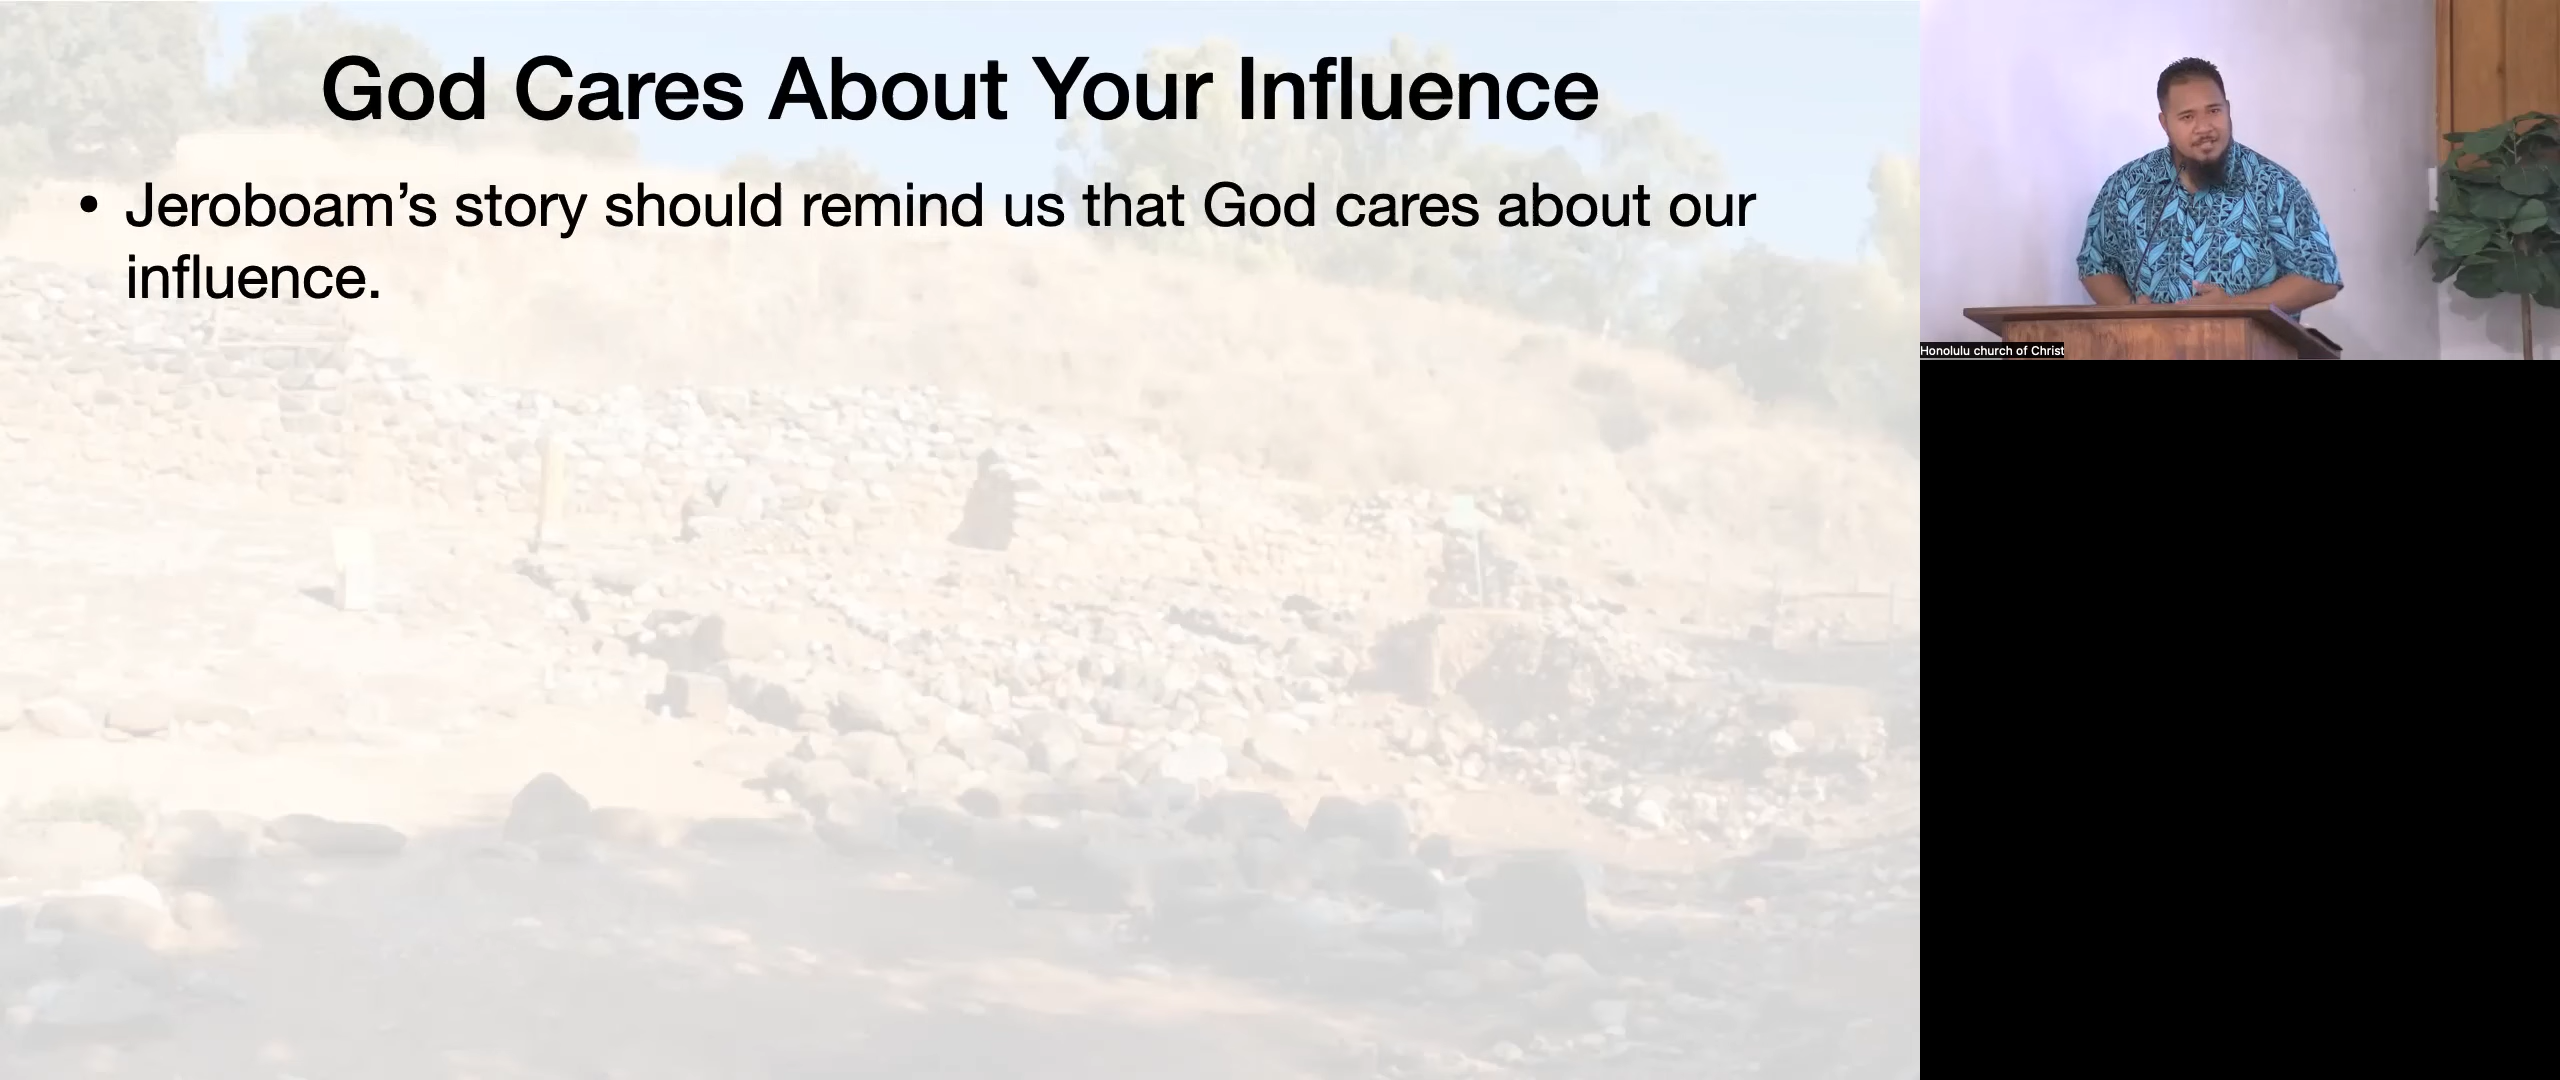 God Cares About Your Influence
• Jeroboam’s story should remind us that God cares about our
influence.
Honolulu church of Christ